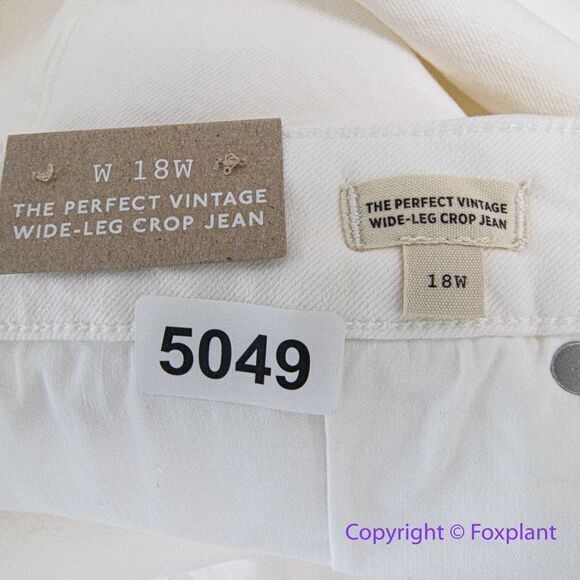 W 18W
THE PERFECT VINTAGE
WIDE-LEG CROP JEAN
THE PERFECT VINTAGE
WIDE-LEG CROP JEAN
18W
5049
Copyright © Foxplant